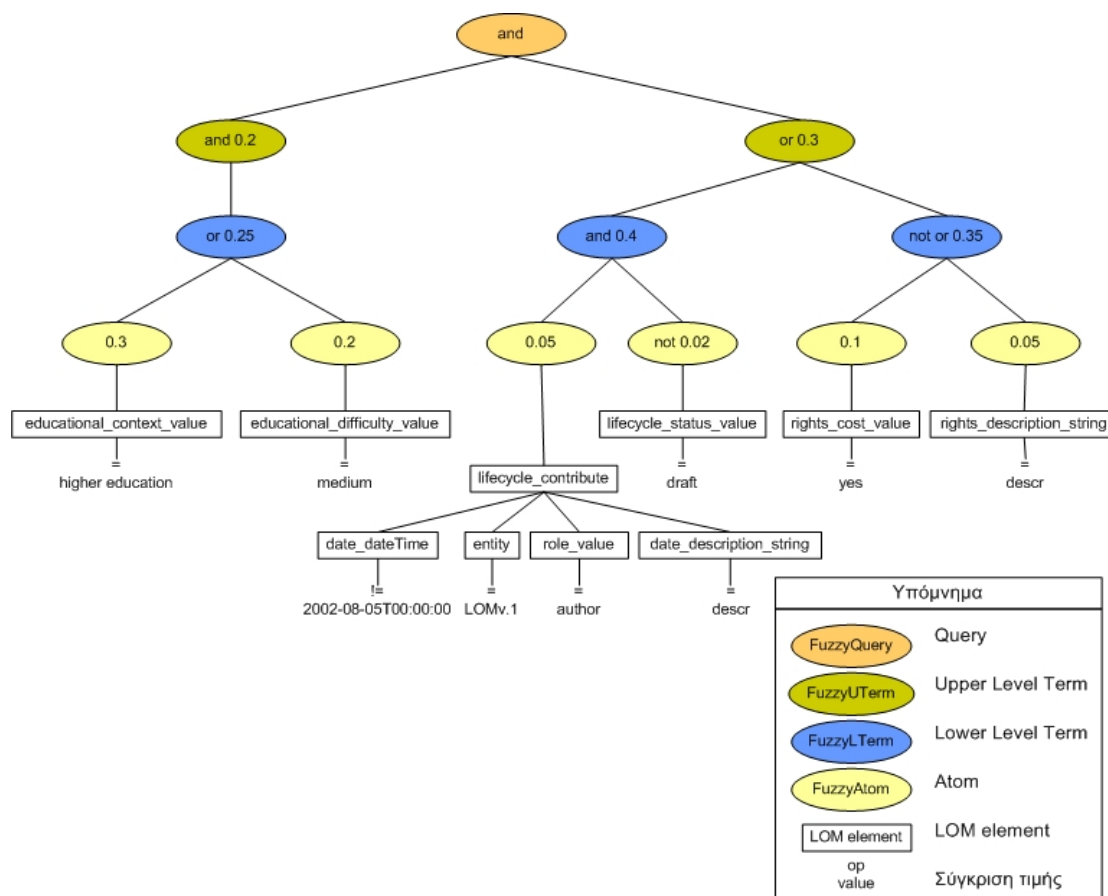 and
and 0.2
or 0.3
or 0.25
and 0.4
not or 0.35
0.3
0.2
0.05
not 0.02
0.1
0.05
educational_context_value
educational_difficulty_value
lifecycle_status_value
rights_cost_value
rights_description_string
=
higher education
=
medium
lifecycle_contribute
=
draft
=
yes
=
descr
date_dateTime
entity
role_value
date_description_string
!=
2002-08-05T00:00:00
=
LOMv.1
=
author
=
descr
Υπόμνημα
FuzzyQuery
Query
FuzzyUTerm
Upper Level Term
FuzzyLTerm
Lower Level Term
FuzzyAtom
Atom
LOM element
LOM element
op
value
Σύγκριση τιμής